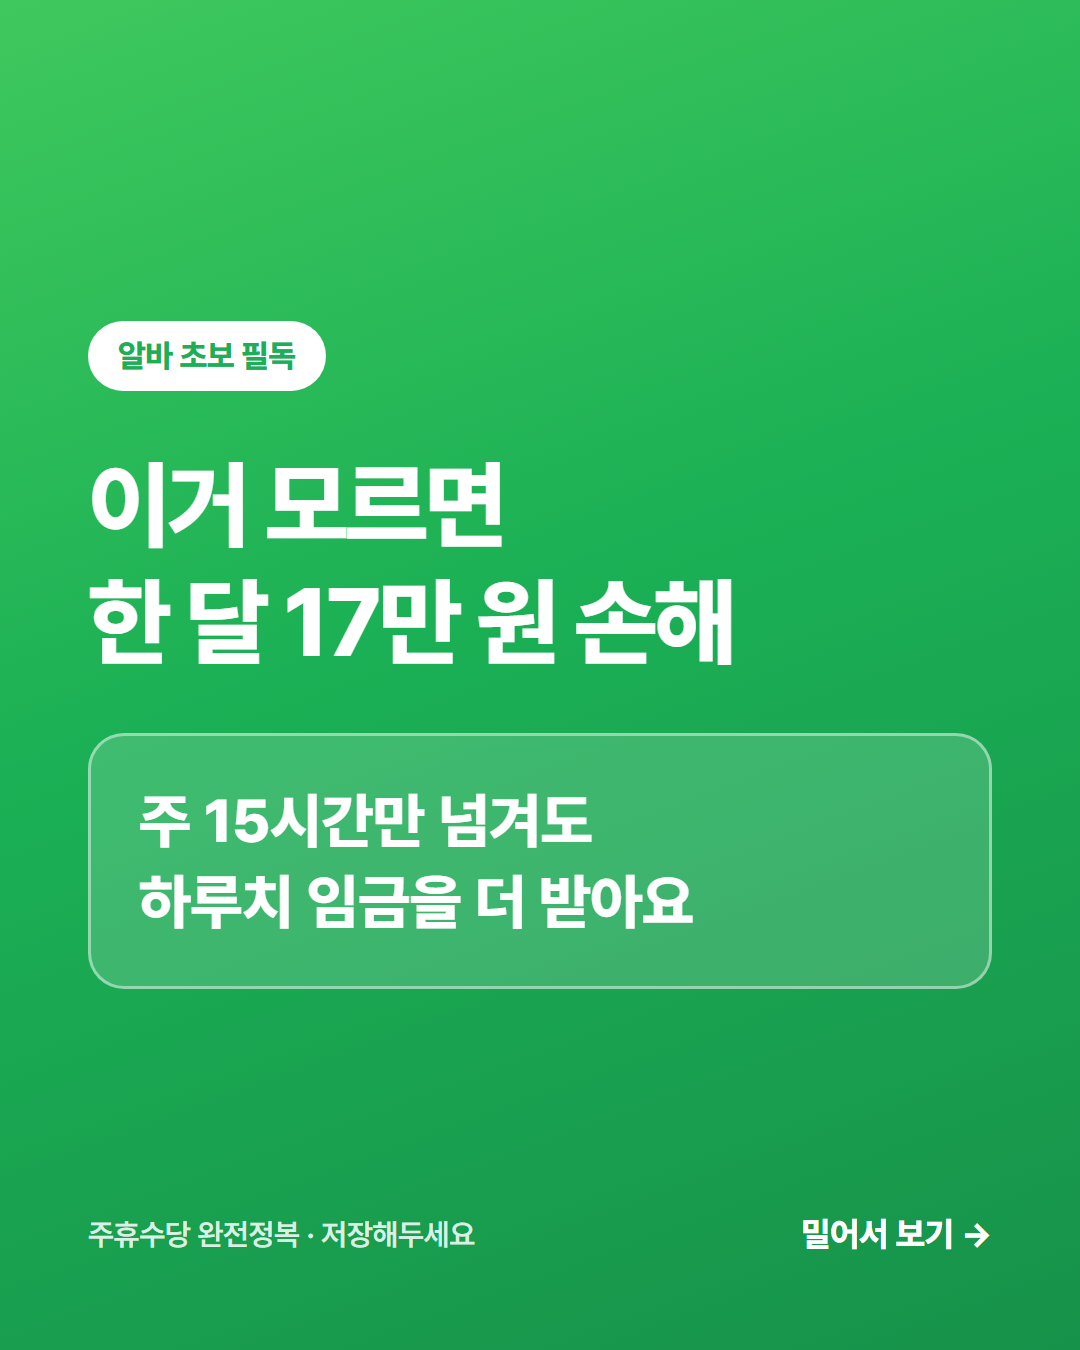 알바 초보 필독
이거 모르면
한 달 17만 원 손해
주 15시간만 넘겨도
하루치 임금을 더 받아요
주휴수당 완전정복 · 저장해두세요
밀어서 보기 →